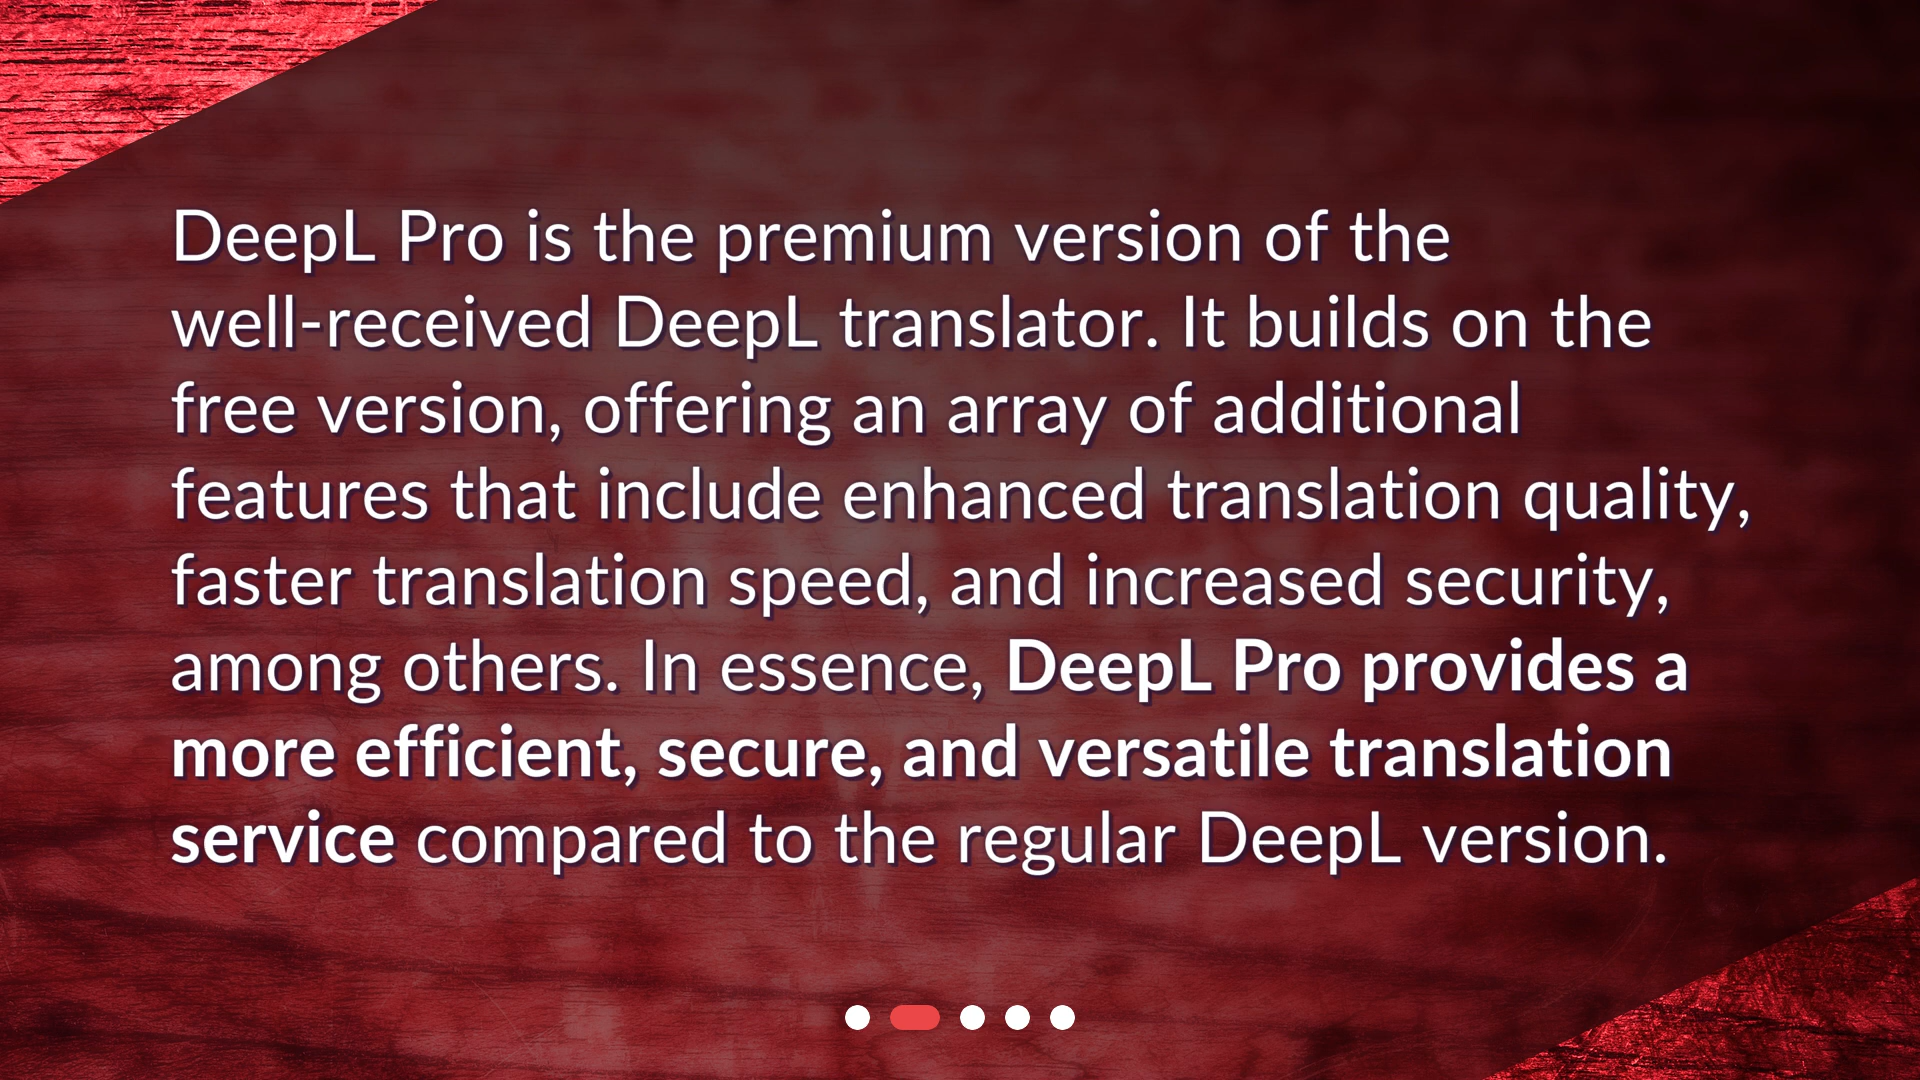 DeepL Pro is the premium version of the
well-received DeepL translator. It builds on the
free version, offering an array of additional
features that include enhanced translation quality,
faster translation speed, and increased security,
among others. In essence, DeepL Pro provides a
more efficient, secure, and versatile translation
service compared to the regular DeepL version.